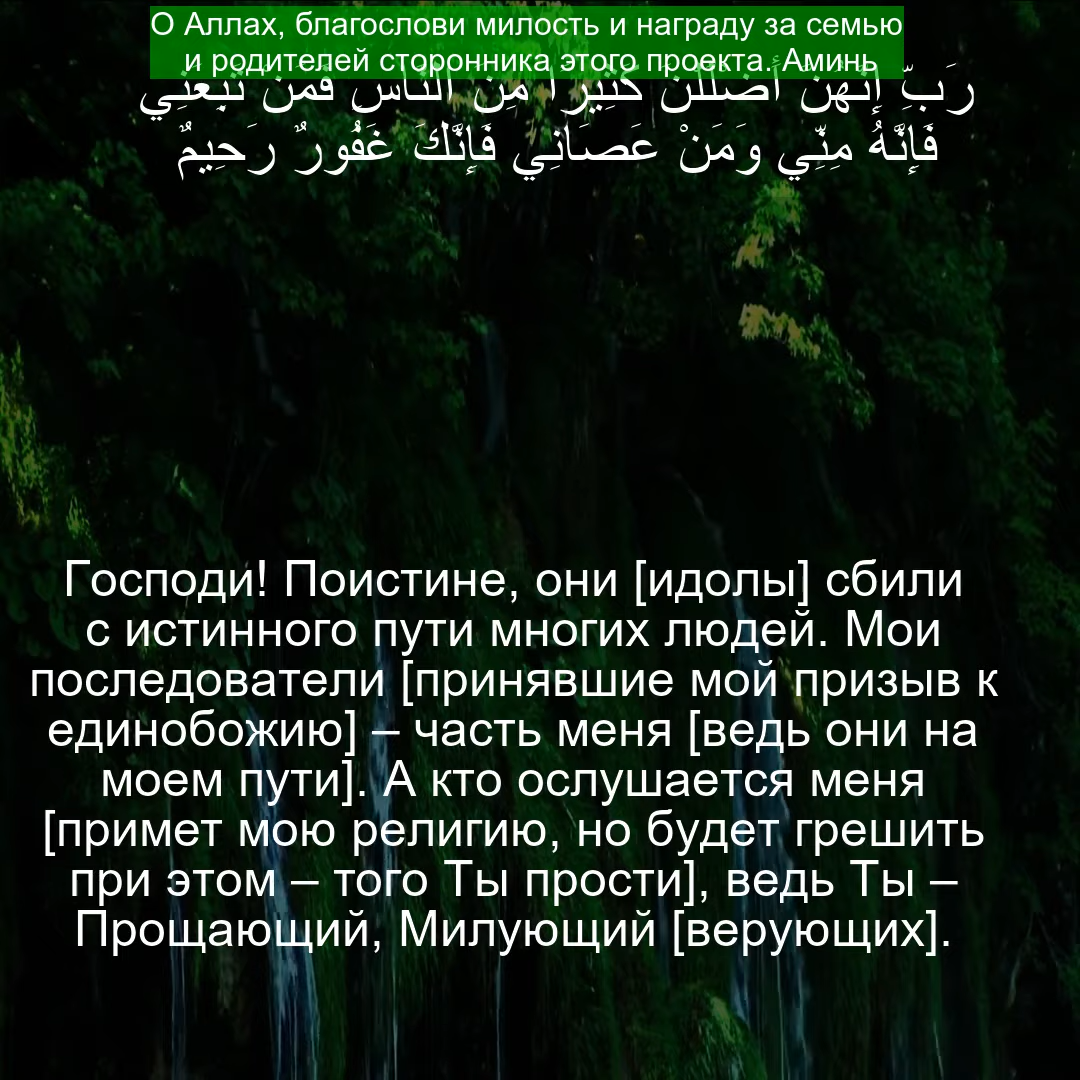 О Аллах, благослови милость и награду за семью
и родителей сторонника этого проекта. Аминь
رَبِّ إِنَّهُنَّ أَضْلَلْنَ كَثِيرًا مِّنَ النَّاسِ فَمَن تَبِعَنِي
فَإِنَّهُ مِنِّي وَمَنْ عَصَانِي فَإِنَّكَ غَفُورٌ رَحِيمٌ
Господи! Поистине, они [идолы] сбили
с истинного пути многих людей. Мои
последователи [принявшие мой призыв к
единобожию] – часть меня [ведь они на
моем пути]. А кто ослушается меня
[примет мою религию, но будет грешить
при этом – того Ты прости], ведь Ты –
Прощающий, Милующий [верующих].